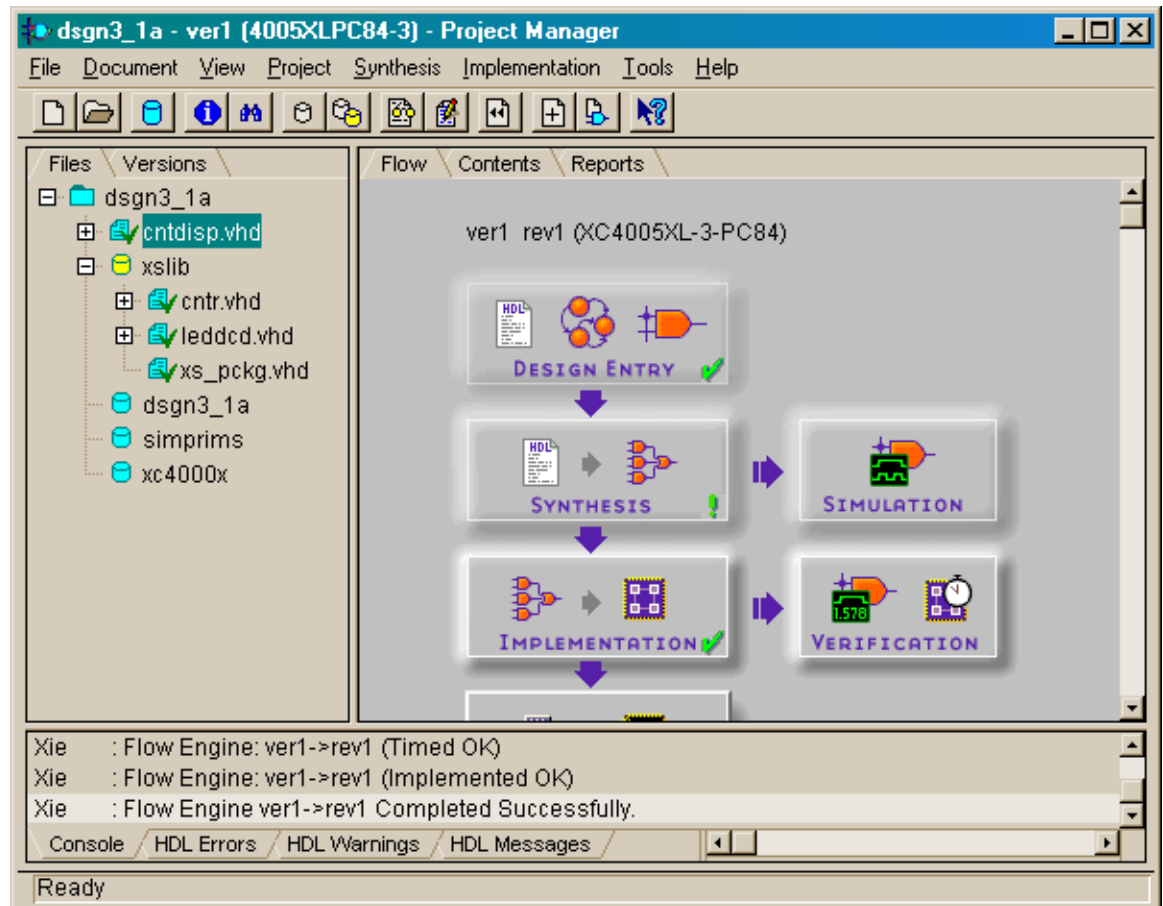 dsgn3_1a - ver1 (4005XLPC84-3) - Project Manager
File Document View Project Synthesis Implementation Tools Help
Files Versions
Flow Contents Reports
dsgn3_1a
cntdisp.vhd
xslib
cntr.vhd
leddcd.vhd
xs_pckg.vhd
dsgn3_1a
simprims
xc4000x
ver1 rev1 (XC4005XL-3-PC84)
HDL
DESIGN ENTRY
HDL
SYNTHESIS
SIMULATION
IMPLEMENTATION
1.578
VERIFICATION
Xie : Flow Engine: ver1->rev1 (Timed OK)
Xie : Flow Engine: ver1->rev1 (Implemented OK)
Xie : Flow Engine ver1->rev1 Completed Successfully.
Console HDL Errors HDL Warnings HDL Messages
Ready